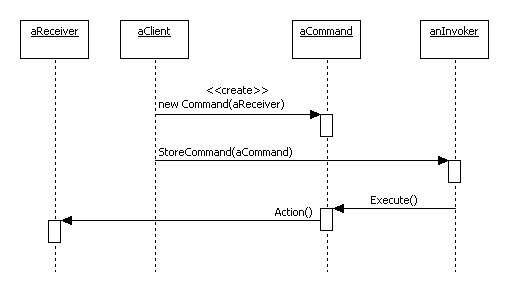 aReceiver
aClient
aCommand
anInvoker
<<create>>
new Command(aReceiver)
StoreCommand(aCommand)
Execute()
Action()